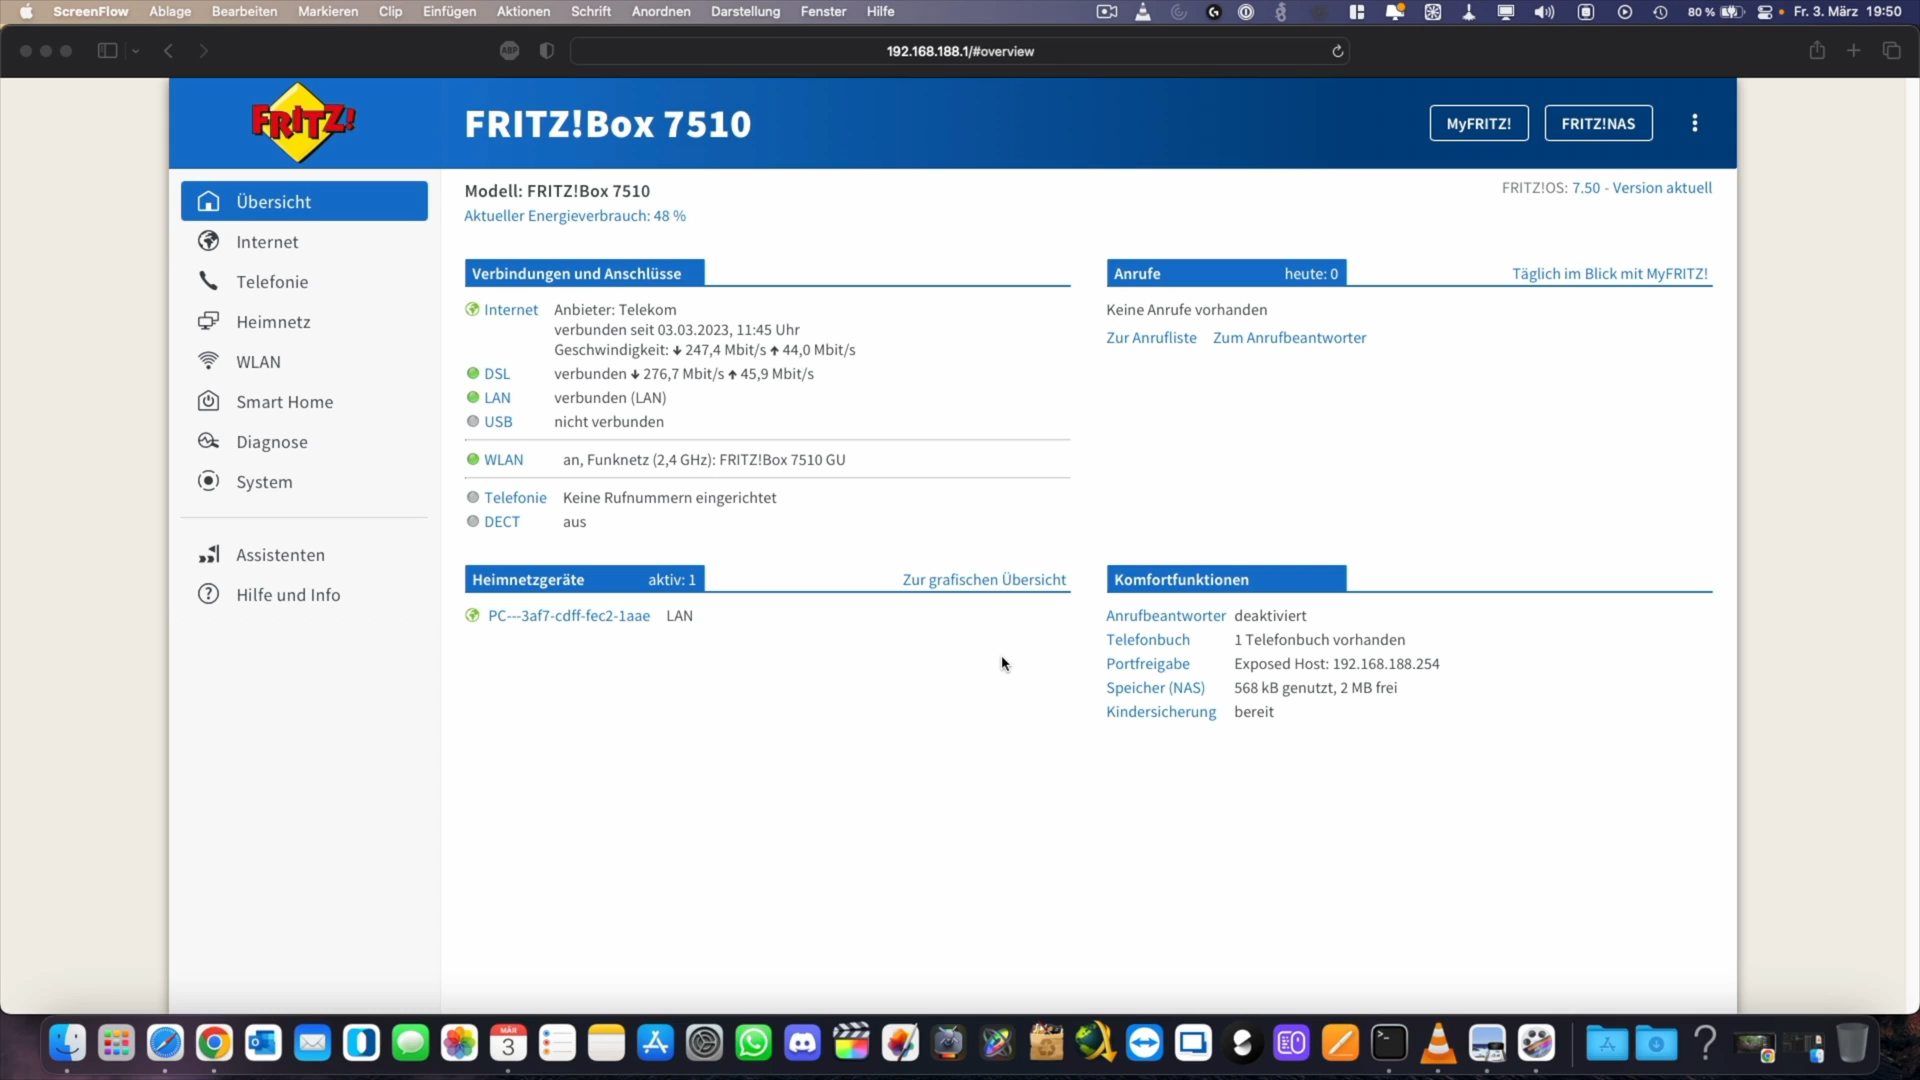 ScreenFlow Ablage Bearbeiten Markieren Clip Einfügen Aktionen Schrift Anordnen Darstellung Fenster Hilfe 80 % Fr. 3. März 19:50
ABP 192.168.188.1/#overview
FRITZ! FRITZ!Box 7510 MyFRITZ! FRITZ!NAS
Übersicht
Internet
Telefonie
Heimnetz
WLAN
Smart Home
Diagnose
System
Assistenten
Hilfe und Info
Modell: FRITZ!Box 7510
Aktueller Energieverbrauch: 48 %
FRITZ!OS: 7.50 - Version aktuell
Verbindungen und Anschlüsse
Internet Anbieter: Telekom
verbunden seit 03.03.2023, 11:45 Uhr
Geschwindigkeit: 🡇 247,4 Mbit/s 🡅 44,0 Mbit/s
DSL verbunden 🡇 276,7 Mbit/s 🡅 45,9 Mbit/s
LAN verbunden (LAN)
USB nicht verbunden
WLAN an, Funknetz (2,4 GHz): FRITZ!Box 7510 GU
Telefonie Keine Rufnummern eingerichtet
DECT aus
Anrufe heute: 0 Täglich im Blick mit MyFRITZ!
Keine Anrufe vorhanden
Zur Anrufliste Zum Anrufbeantworter
Heimnetzgeräte aktiv: 1 Zur grafischen Übersicht
PC---3af7-cdff-fec2-1aae LAN
Komfortfunktionen
Anrufbeantworter deaktiviert
Telefonbuch 1 Telefonbuch vorhanden
Portfreigabe Exposed Host: 192.168.188.254
Speicher (NAS) 568 kB genutzt, 2 MB frei
Kindersicherung bereit
MÄR
3